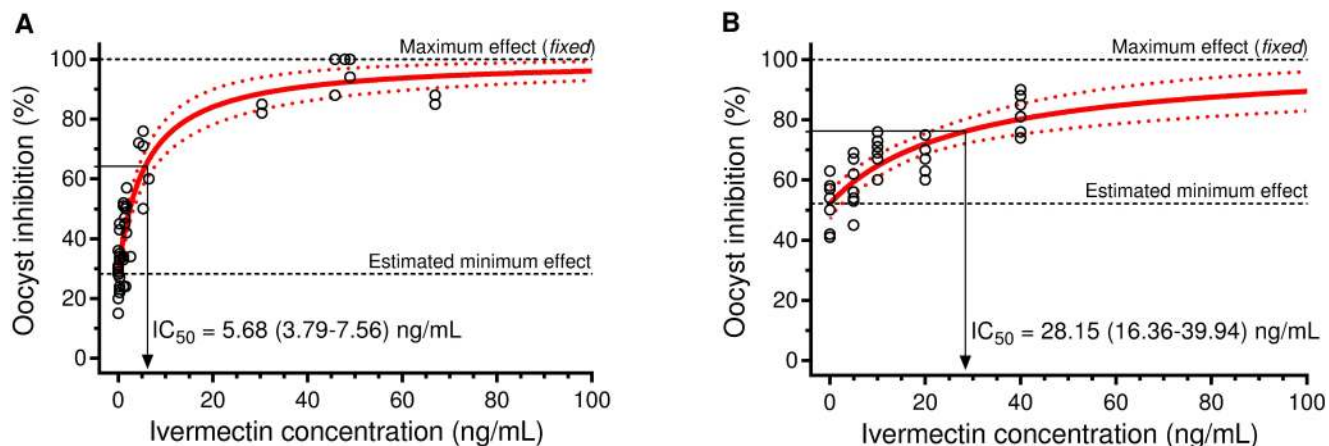 A
Maximum effect (fixed)
Oocyst inhibition (%)
100
80
60
40
20
0
Estimated minimum effect
IC50 = 5.68 (3.79-7.56) ng/mL
0 20 40 60 80 100
Ivermectin concentration (ng/mL)
B
Maximum effect (fixed)
Oocyst inhibition (%)
100
80
60
40
20
0
Estimated minimum effect
IC50 = 28.15 (16.36-39.94) ng/mL
0 20 40 60 80 100
Ivermectin concentration (ng/mL)